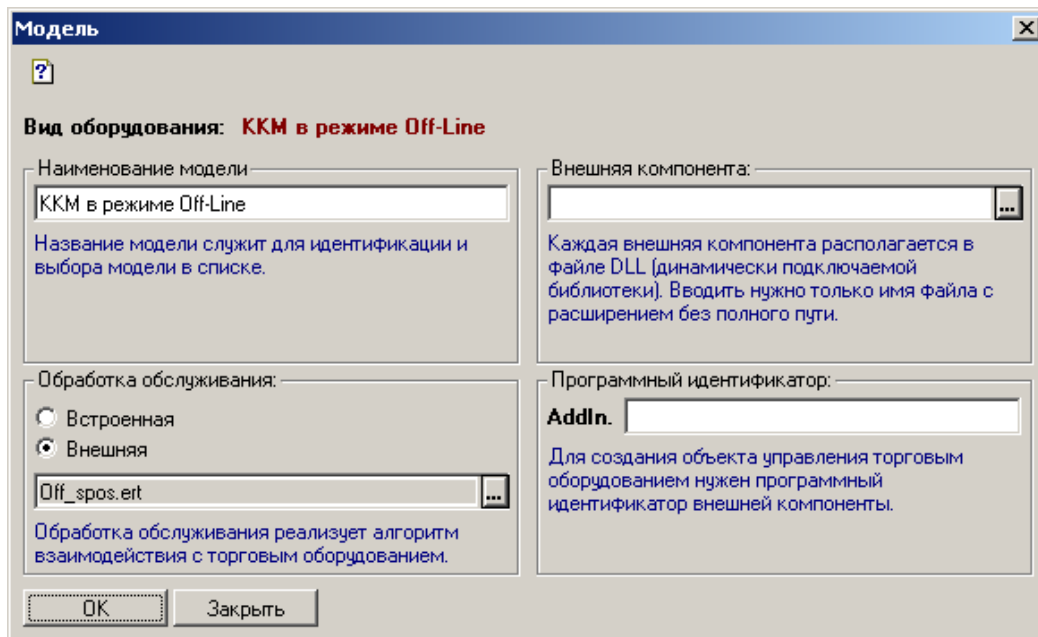 Модель
Вид оборудования: ККМ в режиме Off-Line
Наименование модели
ККМ в режиме Off-Line
Название модели служит для идентификации и
выбора модели в списке.
Внешняя компонента:
...
Каждая внешняя компонента располагается в
файле DLL (динамически подключаемой
библиотеки). Вводить нужно только имя файла с
расширением без полного пути.
Обработка обслуживания:
Встроенная
Внешняя
Off_spos.ert ...
Обработка обслуживания реализует алгоритм
взаимодействия с торговым оборудованием.
Программный идентификатор:
AddIn.
Для создания объекта управления торговым
оборудованием нужен программный
идентификатор внешней компоненты.
OK Закрыть